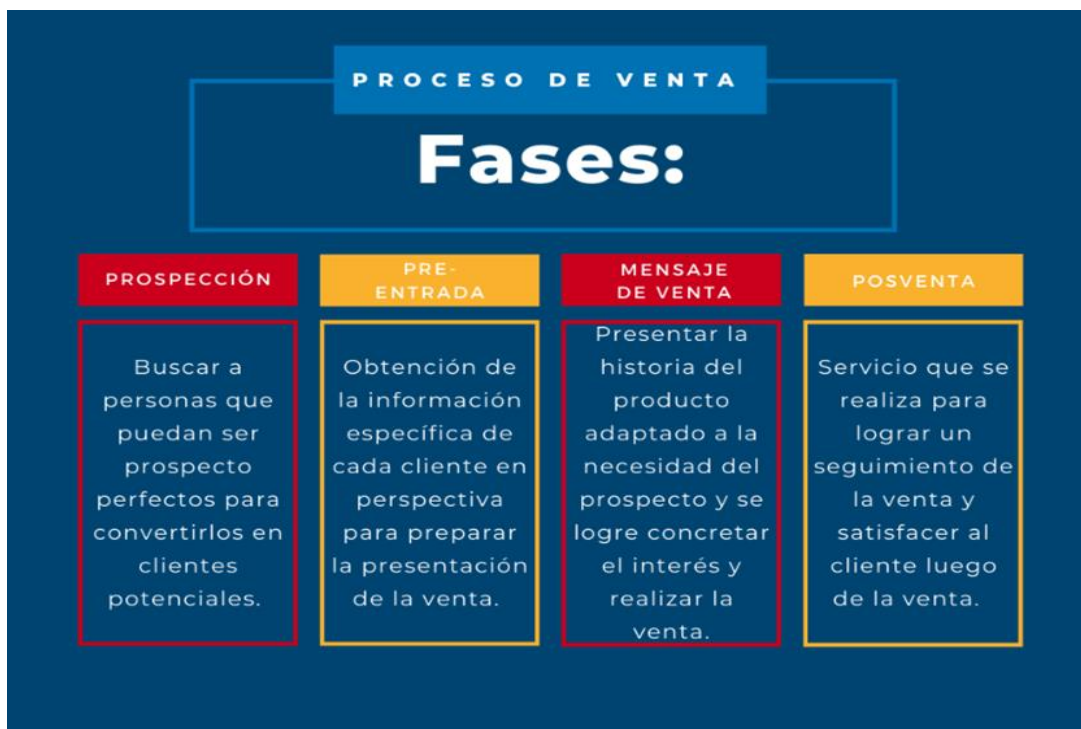 PROCESO DE VENTA
Fases:
PROSPECCIÓN
Buscar a
personas que
puedan ser
prospecto
perfectos para
convertirlos en
clientes
potenciales.
PRE-
ENTRADA
Obtención de
la información
específica de
cada cliente en
perspectiva
para preparar
la presentación
de la venta.
MENSAJE
DE VENTA
Presentar la
historia del
producto
adaptado a la
necesidad del
prospecto y se
logre concretar
el interés y
realizar la
venta.
POSVENTA
Servicio que se
realiza para
lograr un
seguimiento de
la venta y
satisfacer al
cliente luego
de la venta.